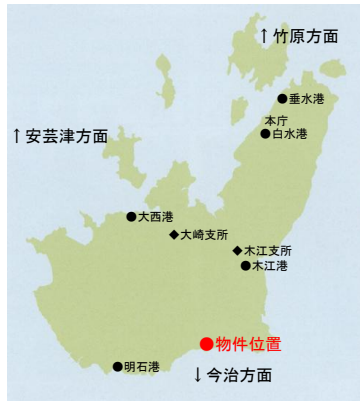 ↑竹原方面
●垂水港
本庁
●白水港
↑安芸津方面
●大西港
◆大崎支所
◆木江支所
●木江港
●物件位置
●明石港
↓今治方面